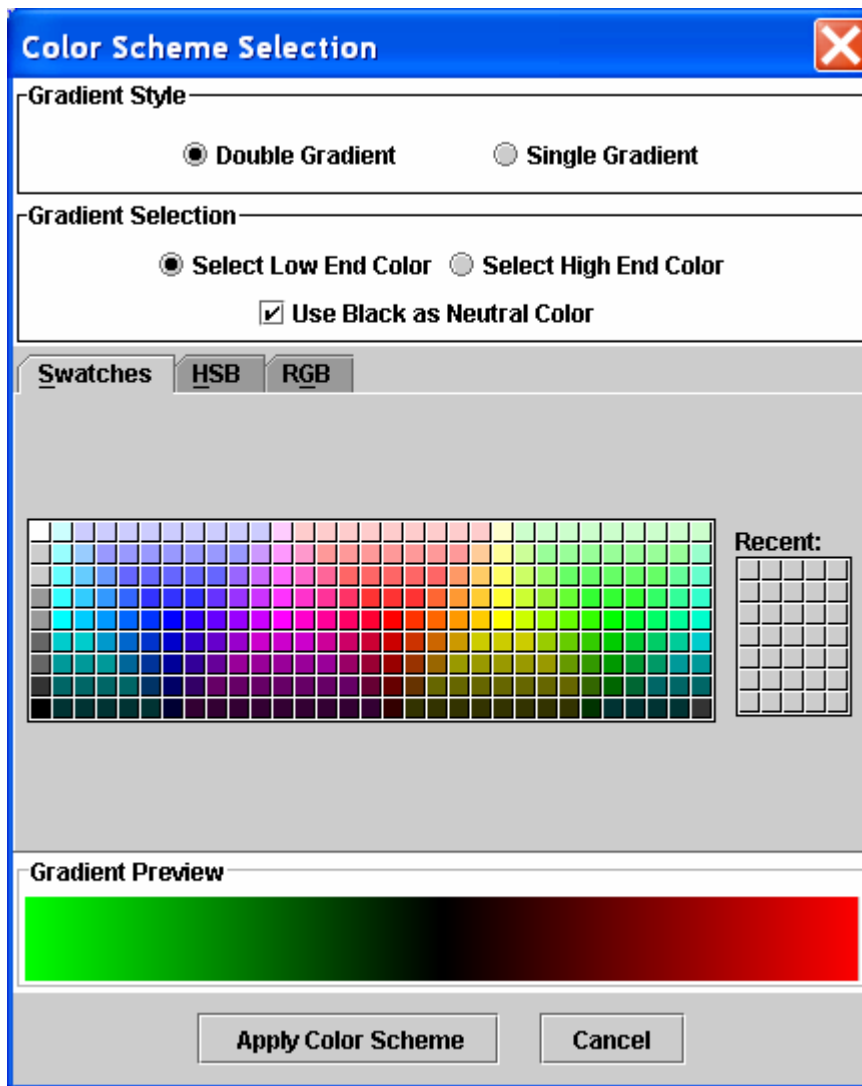 Color Scheme Selection
Gradient Style
Double Gradient Single Gradient
Gradient Selection
Select Low End Color Select High End Color
Use Black as Neutral Color
Swatches HSB RGB
Recent:
Gradient Preview
Apply Color Scheme Cancel